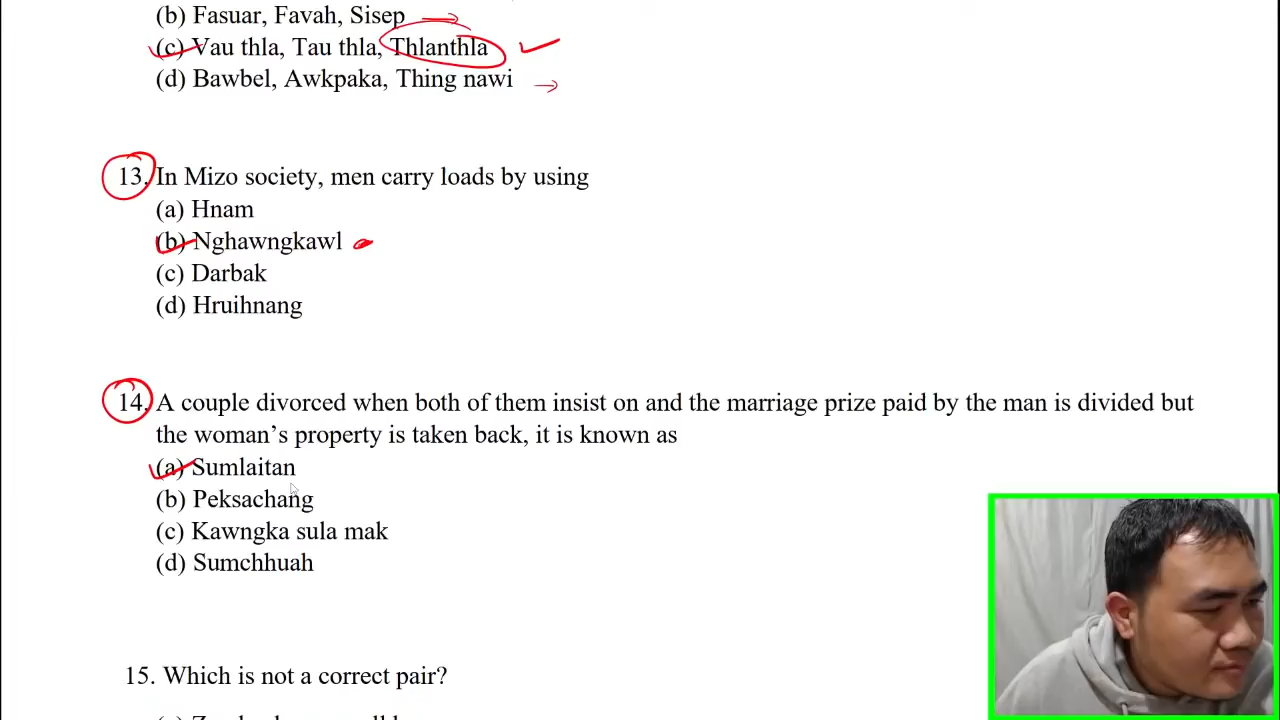 (b) Fasuar, Favah, Sisep
(c) Vau thla, Tau thla, Thlanthla
(d) Bawbel, Awkpaka, Thing nawi
13. In Mizo society, men carry loads by using
(a) Hnam
(b) Nghawngkawl
(c) Darbak
(d) Hruihnang
14. A couple divorced when both of them insist on and the marriage prize paid by the man is divided but
the woman's property is taken back, it is known as
(a) Sumlaitan
(b) Peksachang
(c) Kawngka sula mak
(d) Sumchhuah
15. Which is not a correct pair?